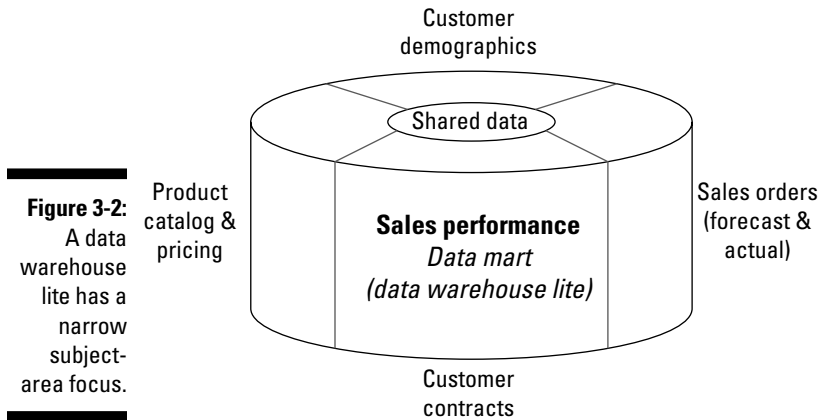 Customer
demographics
Shared data
Figure 3-2:
A data
warehouse
lite has a
narrow
subject-
area focus.
Product
catalog &
pricing
Sales performance
Data mart
(data warehouse lite)
Sales orders
(forecast &
actual)
Customer
contracts